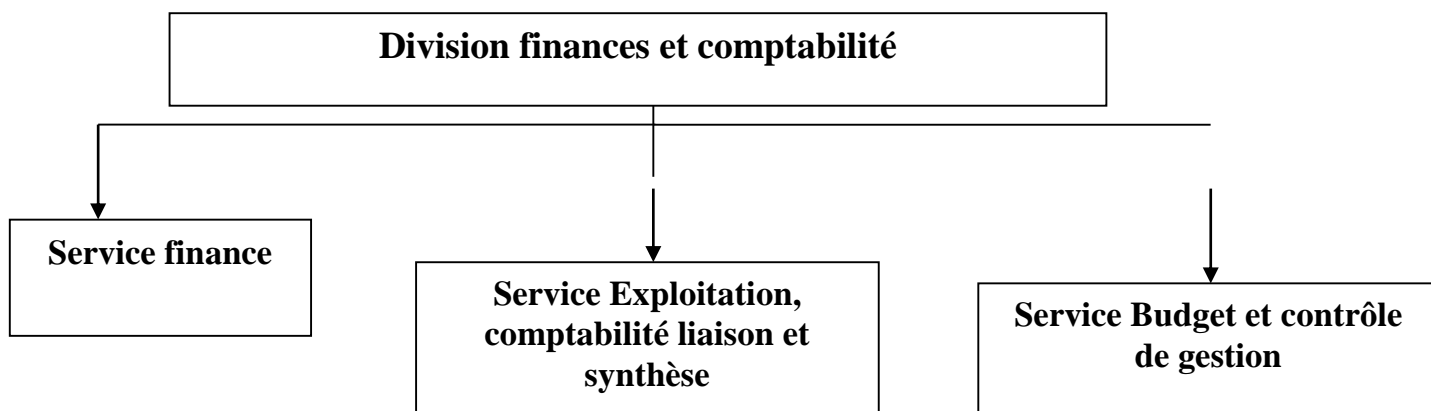 Division finances et comptabilité
Service finance
Service Exploitation,
comptabilité liaison et
synthèse
Service Budget et contrôle
de gestion